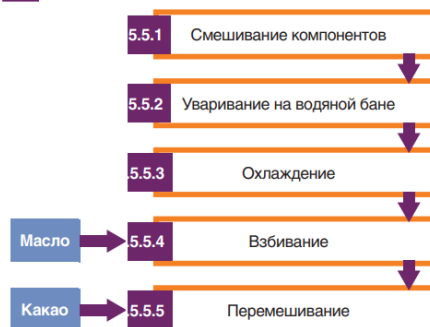 5.5.1 Смешивание компонентов
5.5.2 Уваривание на водяной бане
.5.5.3 Охлаждение
Масло .5.5.4 Взбивание
Какао .5.5.5 Перемешивание